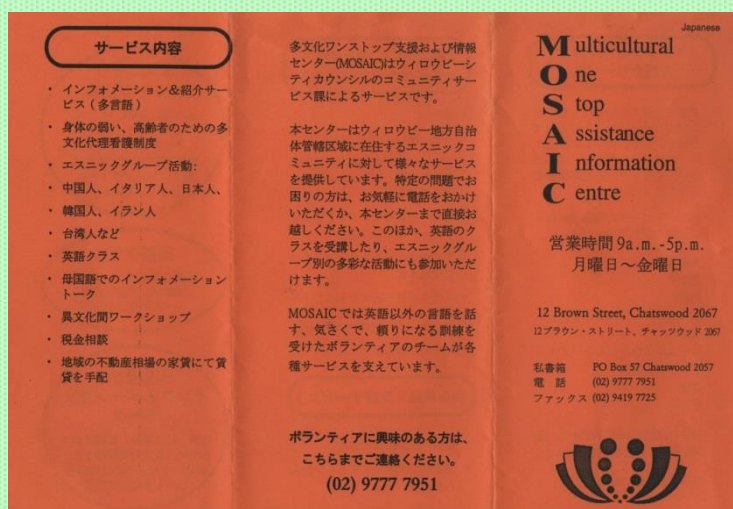 サービス内容
・ インフォメーション＆紹介サー
ビス（多言語）
・ 身体の弱い、高齢者のための多
文化代理看護制度
・ エスニックグループ活動:
・ 中国人、イタリア人、日本人、
・ 韓国人、イラン人
・ 台湾人など
・ 英語クラス
・ 母国語でのインフォメーション
トーク
・ 異文化間ワークショップ
・ 税金相談
・ 地域の不動産相場の家賃にて賃
貸を手配
多文化ワンストップ支援および情報
センター(MOSAIC)はウィロウビーシ
ティカウンシルのコミュニティサー
ビス課によるサービスです。
本センターはウィロウビー地方自治
体管轄区域に在住するエスニックコ
ミュニティに対して様々なサービス
を提供しています。特定の問題でお
困りの方は、お気軽に電話をおかけ
いただくか、本センターまで直接お
越しください。このほか、英語のク
ラスを受講したり、エスニックグル
ープ別の多彩な活動にも参加いただ
けます。
MOSAICでは英語以外の言語を話
す、気さくで、頼りになる訓練を
受けたボランティアのチームが各
種サービスを支えています。
ボランティアに興味のある方は、
こちらまでご連絡ください。
(02) 9777 7951
Japanese
Multicultural
One
Stop
Assistance
Information
Centre
営業時間 9a.m.-5p.m.
月曜日～金曜日
12 Brown Street, Chatswood 2067
12ブラウン・ストリート、チャッツウッド 2067
私書箱 PO Box 57 Chatswood 2057
電 話 (02) 9777 7951
ファックス (02) 9419 7725